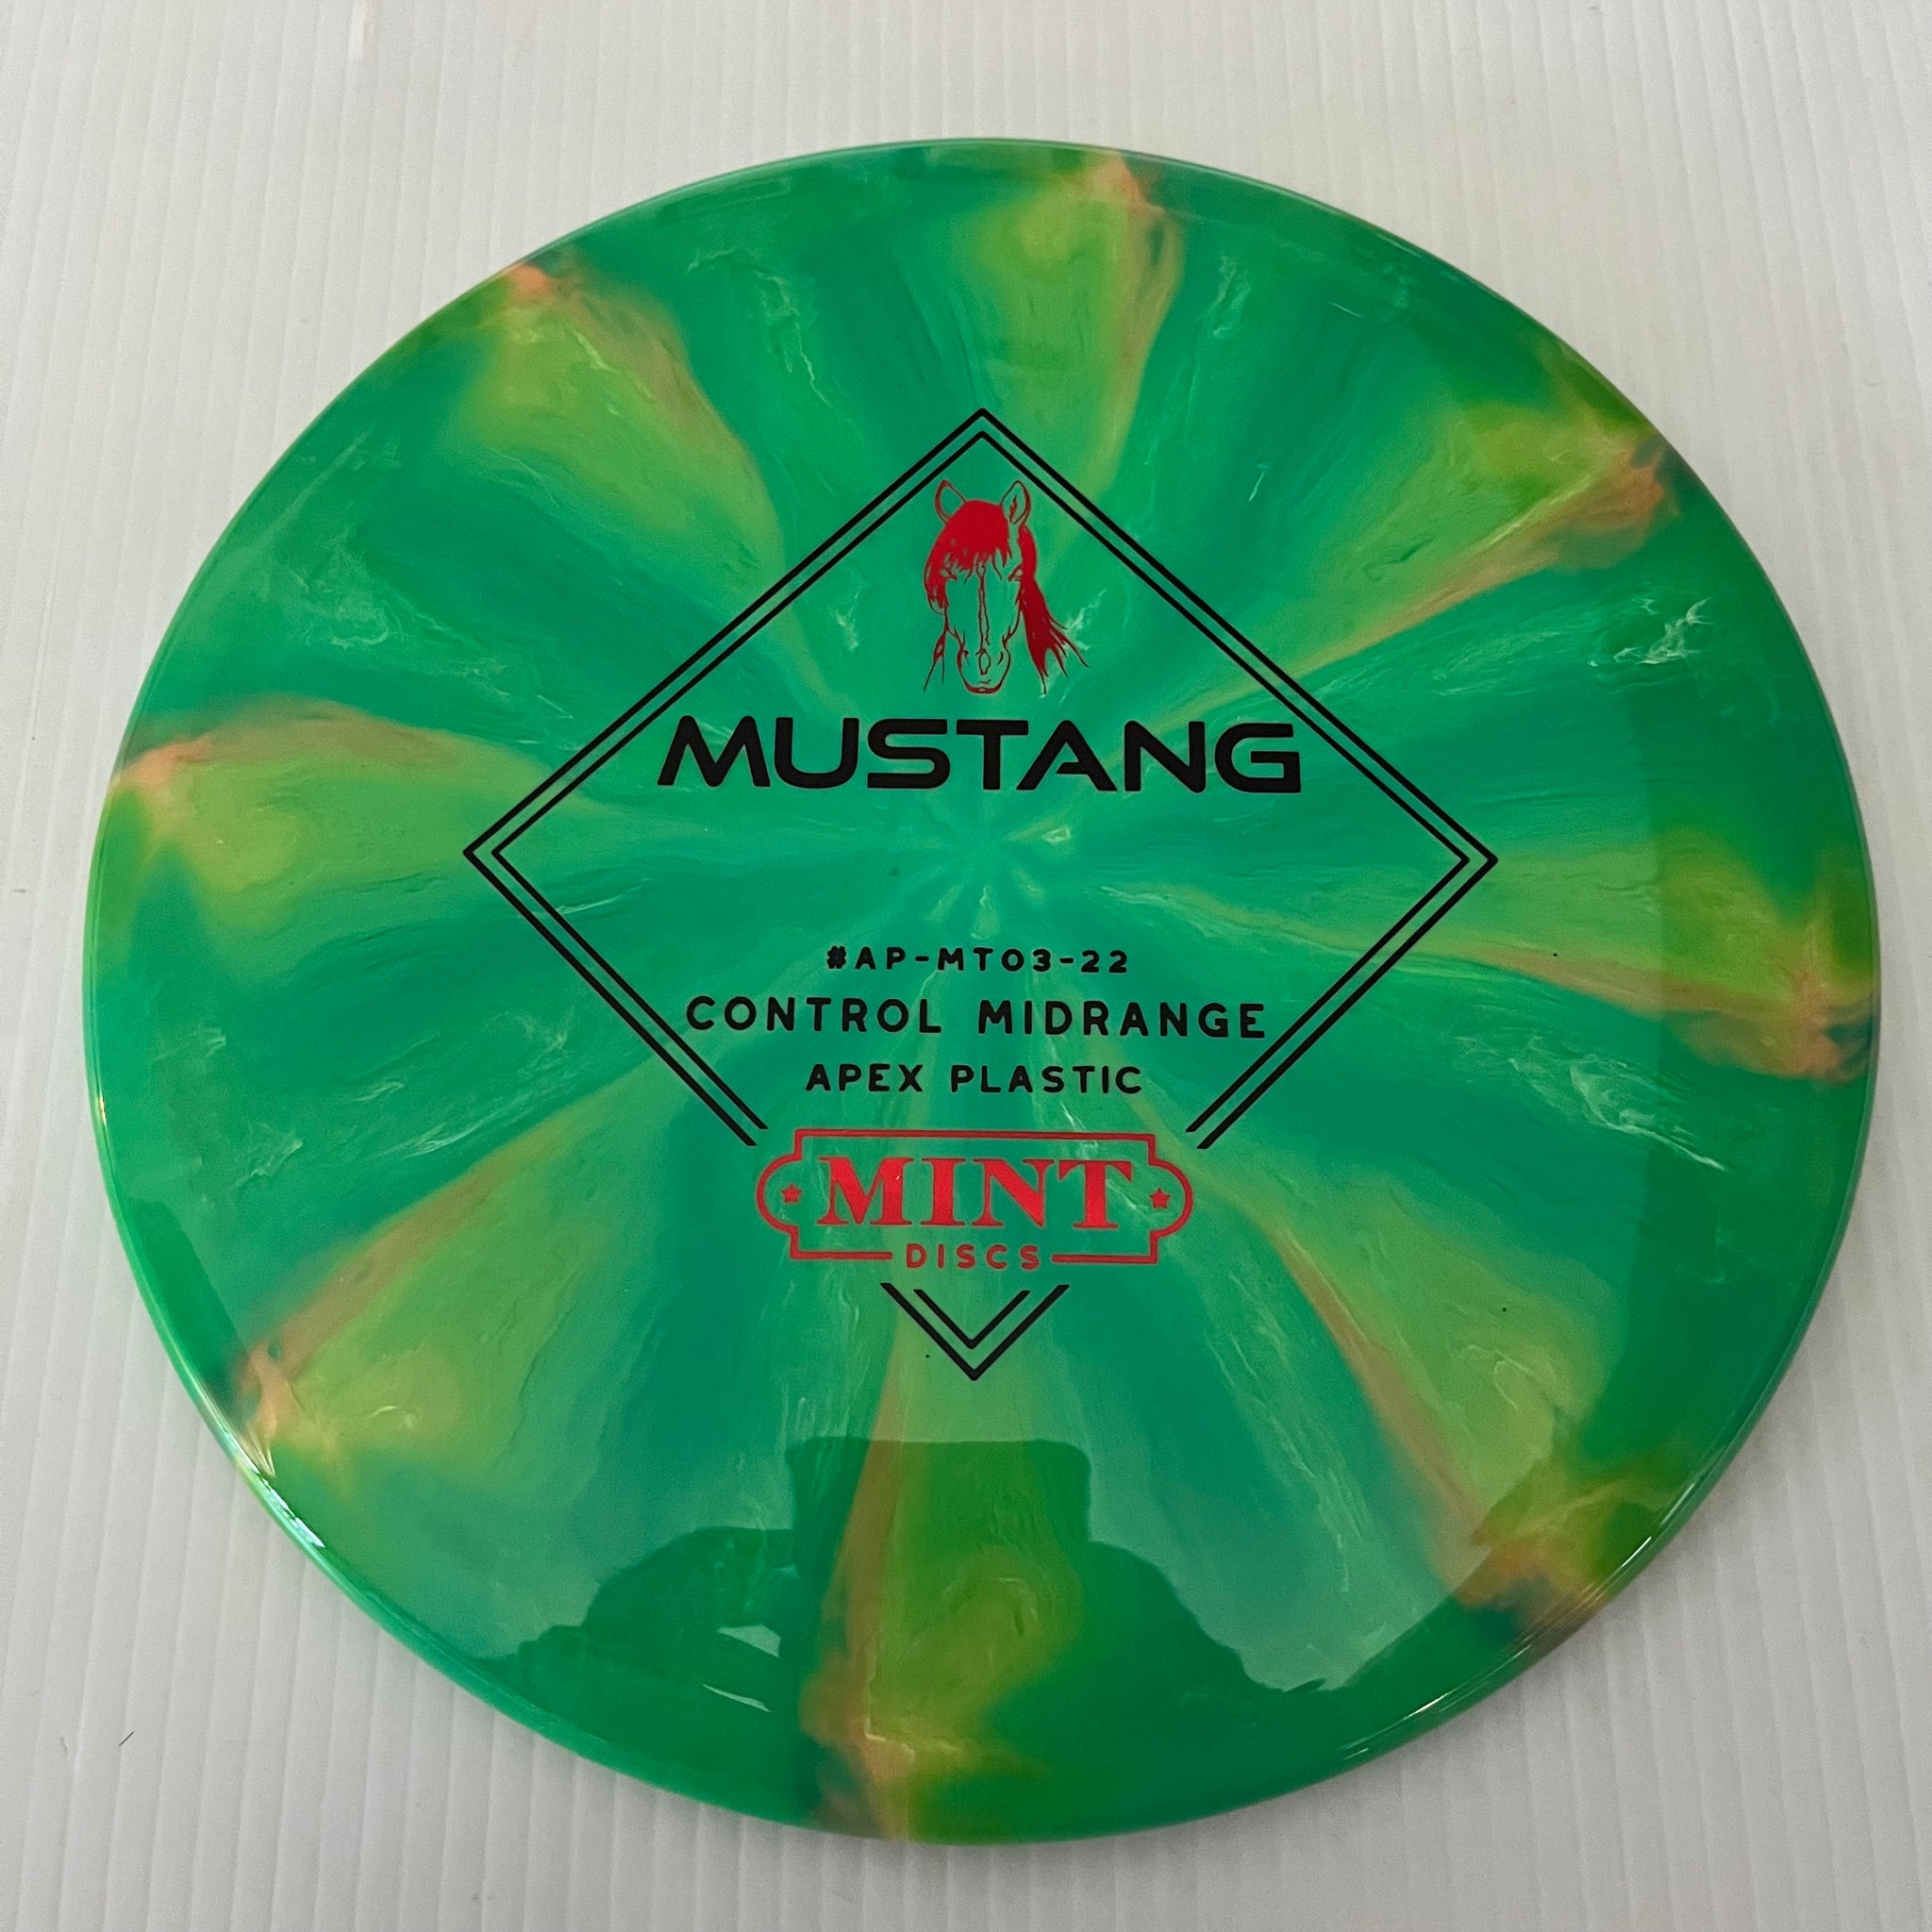 MUSTANG
#AP-MT03-22
CONTROL MIDRANGE
APEX PLASTIC
MINT
DISCS